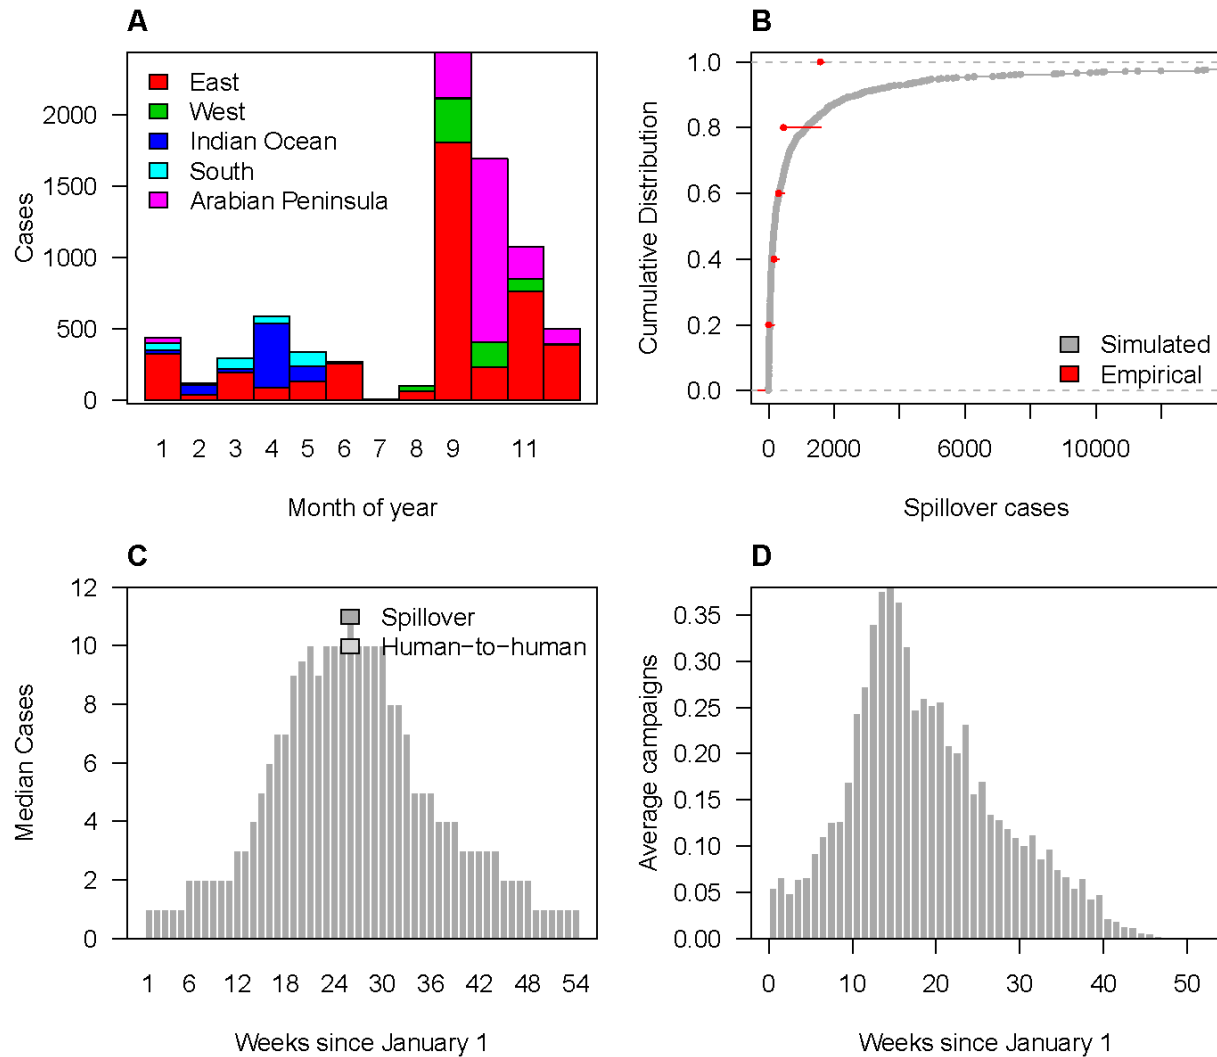 A
East
West
Indian Ocean
South
Arabian Peninsula
Cases
2000
1500
1000
500
0
1 2 3 4 5 6 7 8 9 11
Month of year
B
Cumulative Distribution
1.0
0.8
0.6
0.4
0.2
0.0
Simulated
Empirical
0 2000 6000 10000
Spillover cases
C
Median Cases
12
10
8
6
4
2
0
Spillover
Human−to−human
1 6 12 18 24 30 36 42 48 54
Weeks since January 1
D
Average campaigns
0.35
0.30
0.25
0.20
0.15
0.10
0.05
0.00
0 10 20 30 40 50
Weeks since January 1